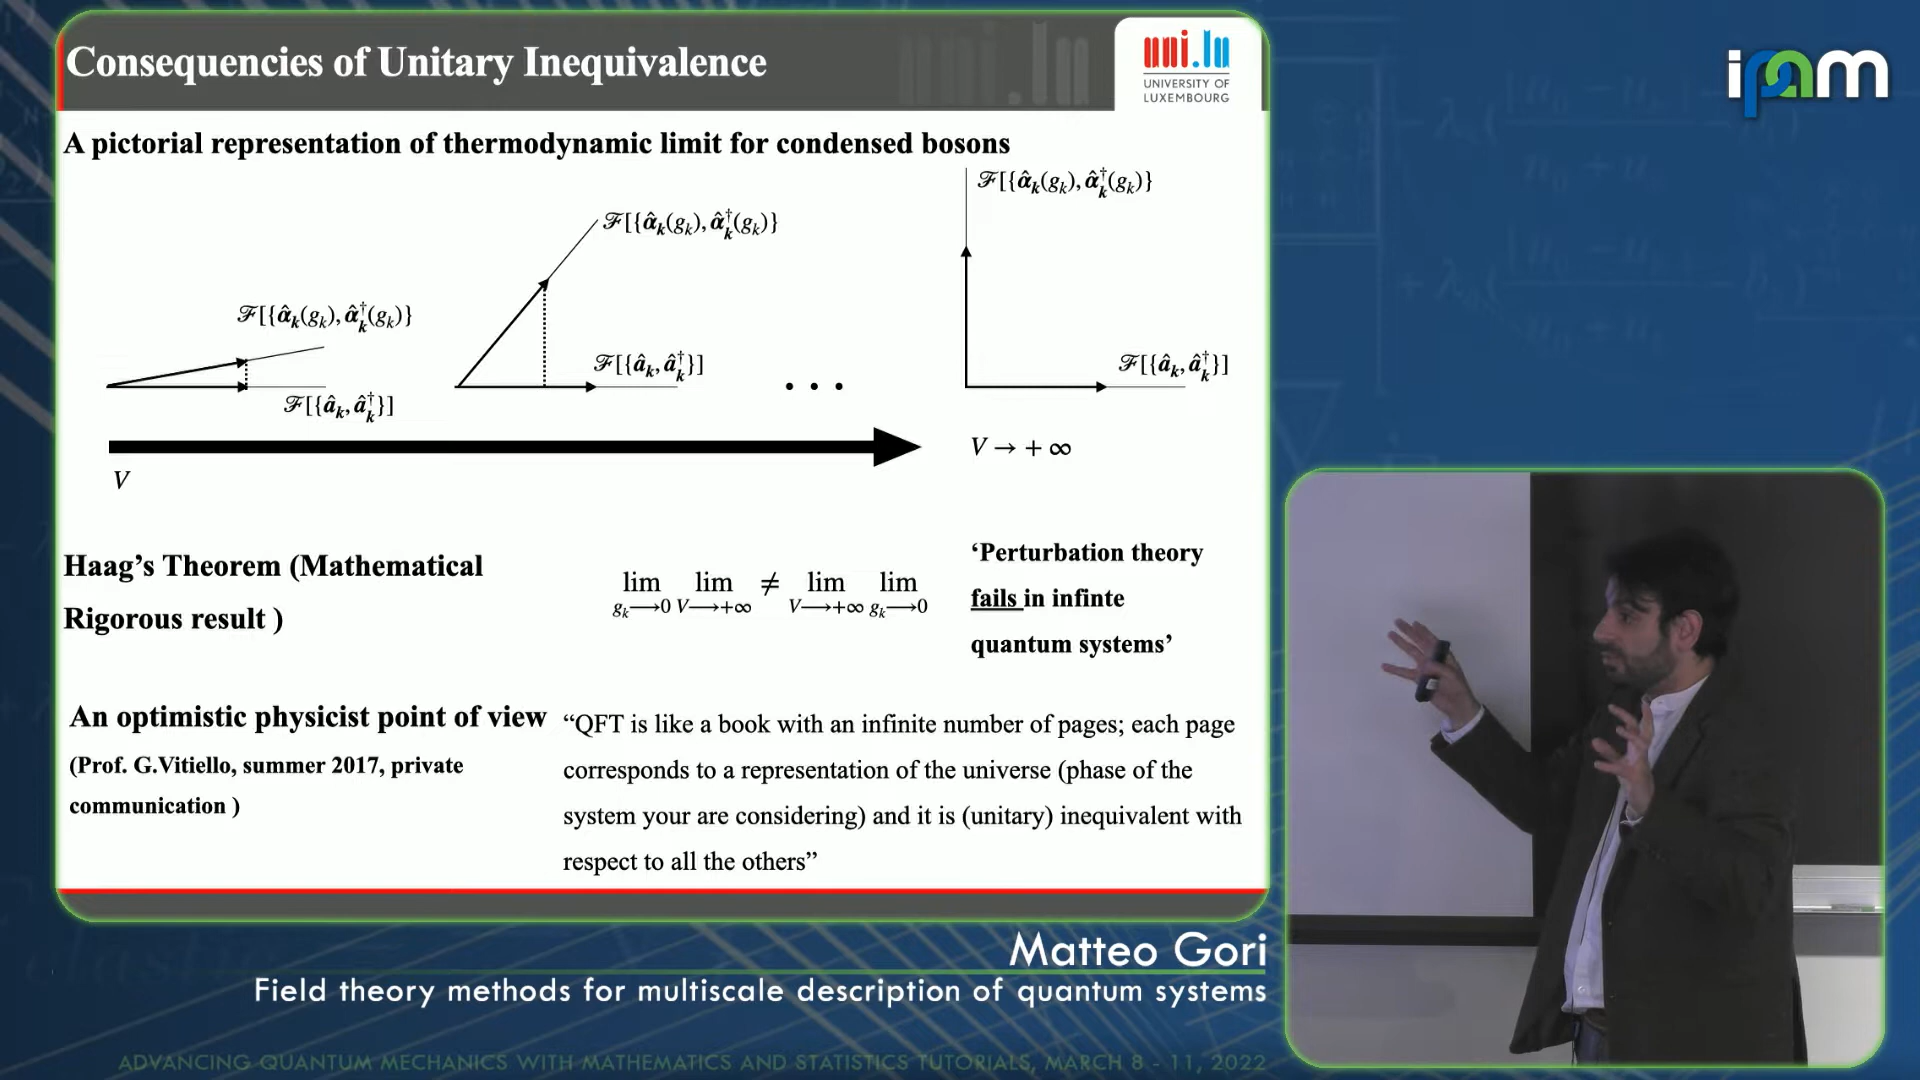 Consequencies of Unitary Inequivalence
uni.lu
UNIVERSITY OF
LUXEMBOURG
ipam
A pictorial representation of thermodynamic limit for condensed bosons
ℱ[{α̂ₖ(gₖ), α̂ₖ†(gₖ)}
ℱ[{âₖ, âₖ†}]
ℱ[{α̂ₖ(gₖ), α̂ₖ†(gₖ)}
ℱ[{âₖ, âₖ†}]
. . .
ℱ[{α̂ₖ(gₖ), α̂ₖ†(gₖ)}
ℱ[{âₖ, âₖ†}]
V
V → + ∞
Haag’s Theorem (Mathematical
Rigorous result )
lim lim ≠ lim lim
gₖ⟶0 V⟶+∞ V⟶+∞ gₖ⟶0
‘Perturbation theory
fails in infinte
quantum systems’
An optimistic physicist point of view
(Prof. G.Vitiello, summer 2017, private
communication )
“QFT is like a book with an infinite number of pages; each page
corresponds to a representation of the universe (phase of the
system your are considering) and it is (unitary) inequivalent with
respect to all the others”
Matteo Gori
Field theory methods for multiscale description of quantum systems
ADVANCING QUANTUM MECHANICS WITH MATHEMATICS AND STATISTICS TUTORIALS, MARCH 8 - 11, 2022